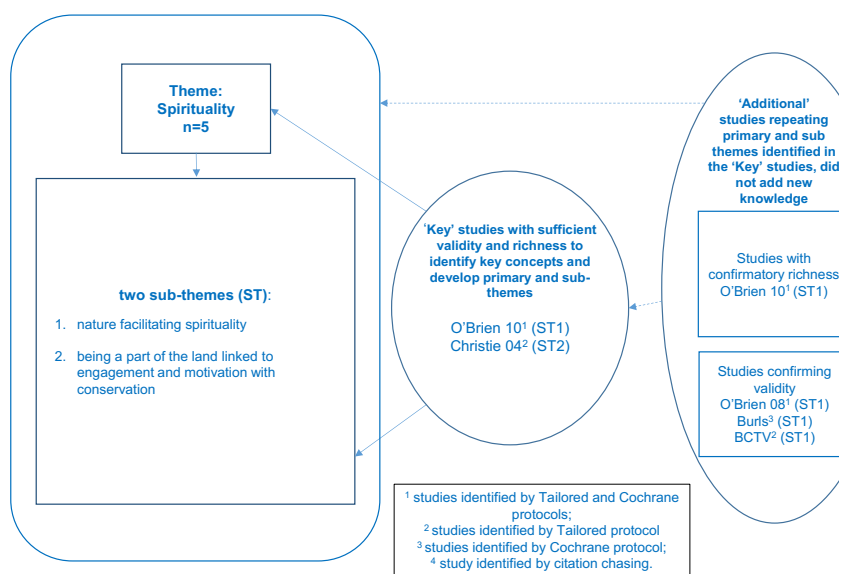 Theme:
Spirituality
n=5
two sub-themes (ST):
1. nature facilitating spirituality
2. being a part of the land linked to
engagement and motivation with
conservation
'Key' studies with sufficient
validity and richness to
identify key concepts and
develop primary and sub-
themes
O'Brien 10¹ (ST1)
Christie 04² (ST2)
'Additional'
studies repeating
primary and sub
themes identified in
the 'Key' studies, did
not add new
knowledge
Studies with
confirmatory richness
O'Brien 10¹ (ST1)
Studies confirming
validity
O'Brien 08¹ (ST1)
Burls³ (ST1)
BCTV² (ST1)
¹ studies identified by Tailored and Cochrane
protocols;
² studies identified by Tailored protocol
³ studies identified by Cochrane protocol;
⁴ study identified by citation chasing.